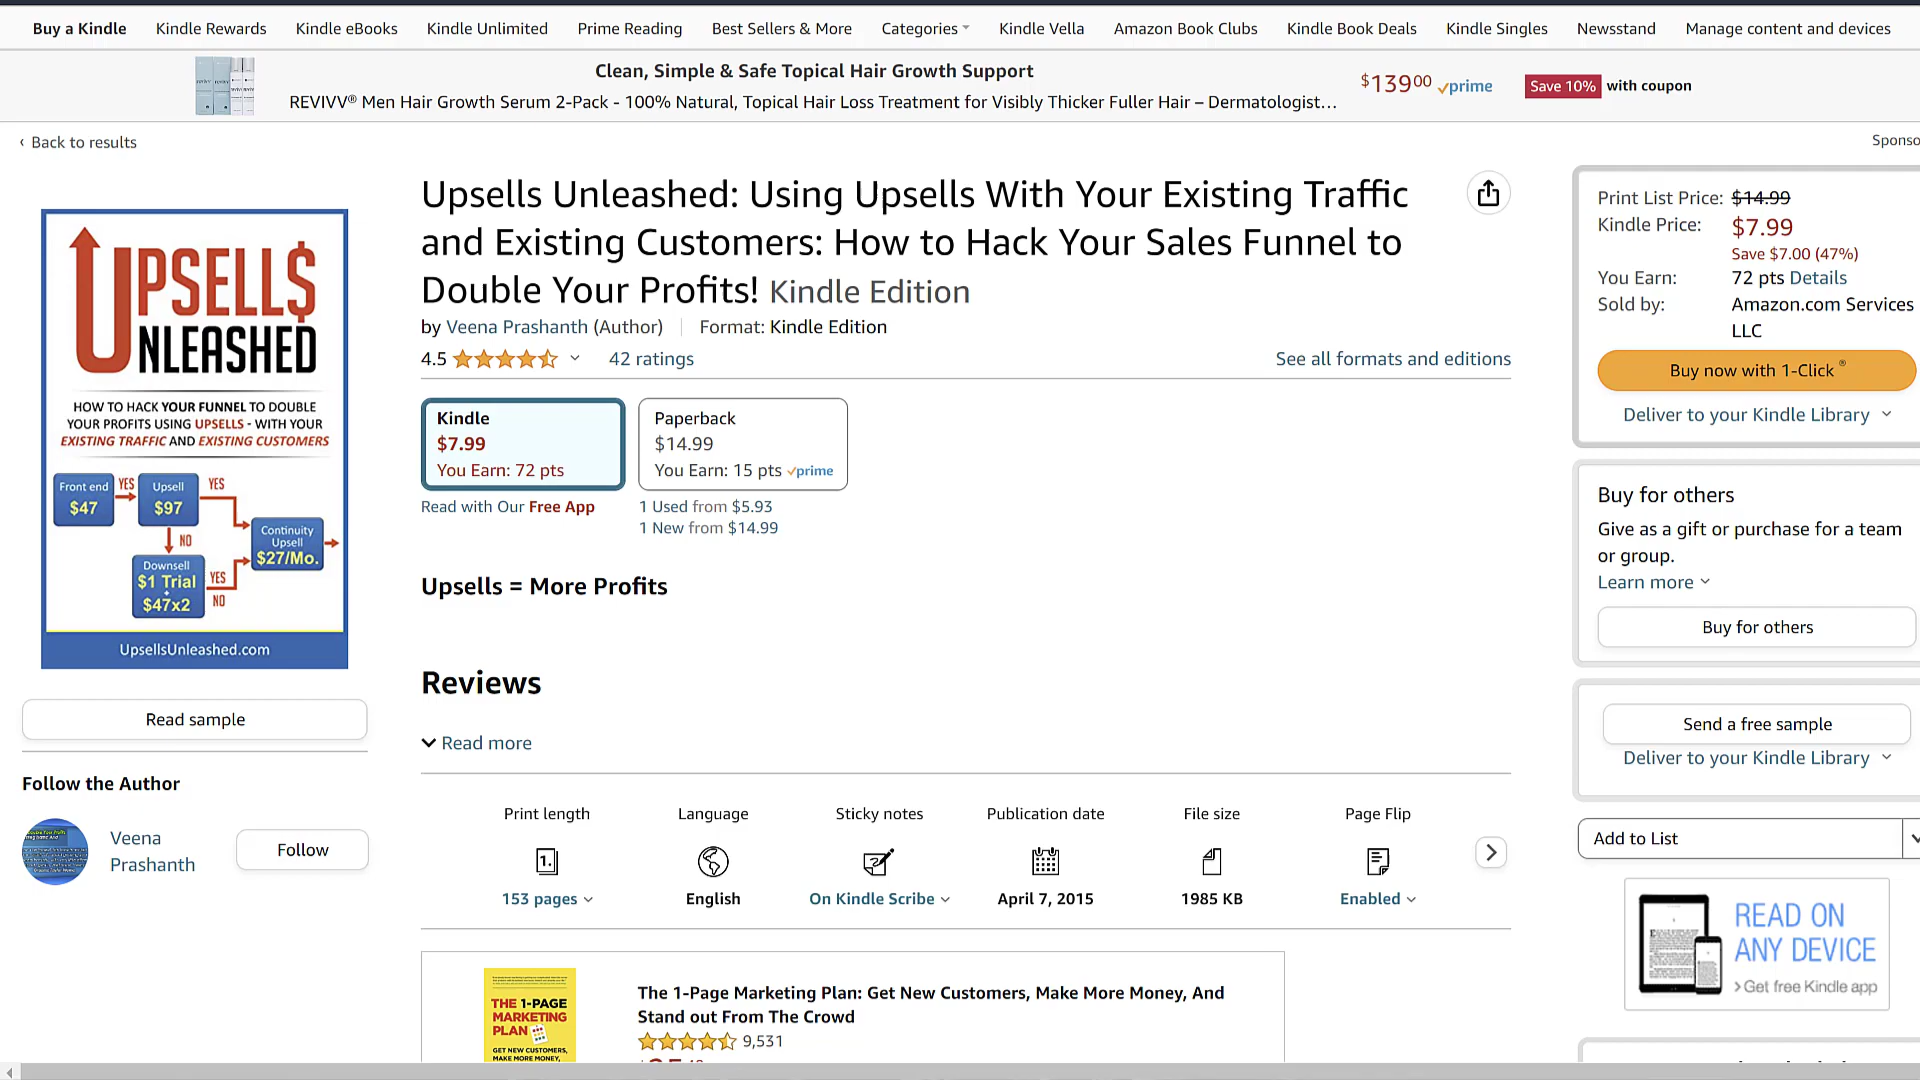 Buy a Kindle Kindle Rewards Kindle eBooks Kindle Unlimited Prime Reading Best Sellers & More Categories Kindle Vella Amazon Book Clubs Kindle Book Deals Kindle Singles Newsstand Manage content and devices
Clean, Simple & Safe Topical Hair Growth Support
REVIVV® Men Hair Growth Serum 2-Pack - 100% Natural, Topical Hair Loss Treatment for Visibly Thicker Fuller Hair – Dermatologist...
$13900 prime Save 10% with coupon
‹ Back to results
Sponso
UPSELL$
UNLEASHED
HOW TO HACK YOUR FUNNEL TO DOUBLE
YOUR PROFITS USING UPSELLS - WITH YOUR
EXISTING TRAFFIC AND EXISTING CUSTOMERS
Front end
$47
YES
Upsell
$97
YES
NO
Continuity
Upsell
$27/Mo.
Downsell
$1 Trial
+
$47x2
YES
NO
UpsellsUnleashed.com
Read sample
Follow the Author
Veena
Prashanth
Follow
Upsells Unleashed: Using Upsells With Your Existing Traffic
and Existing Customers: How to Hack Your Sales Funnel to
Double Your Profits! Kindle Edition
by Veena Prashanth (Author) Format: Kindle Edition
4.5 42 ratings See all formats and editions
Kindle
$7.99
You Earn: 72 pts
Read with Our Free App
Paperback
$14.99
You Earn: 15 pts prime
1 Used from $5.93
1 New from $14.99
Upsells = More Profits
Reviews
Read more
Print length Language Sticky notes Publication date File size Page Flip
1.
153 pages English On Kindle Scribe April 7, 2015 1985 KB Enabled
THE 1-PAGE
MARKETING
PLAN
GET NEW CUSTOMERS,
MAKE MORE MONEY,
The 1-Page Marketing Plan: Get New Customers, Make More Money, And
Stand out From The Crowd
9,531
Print List Price: $14.99
Kindle Price: $7.99
Save $7.00 (47%)
You Earn: 72 pts Details
Sold by: Amazon.com Services
LLC
Buy now with 1-Click ®
Deliver to your Kindle Library
Buy for others
Give as a gift or purchase for a team
or group.
Learn more
Buy for others
Send a free sample
Deliver to your Kindle Library
Add to List
READ ON
ANY DEVICE
›Get free Kindle app